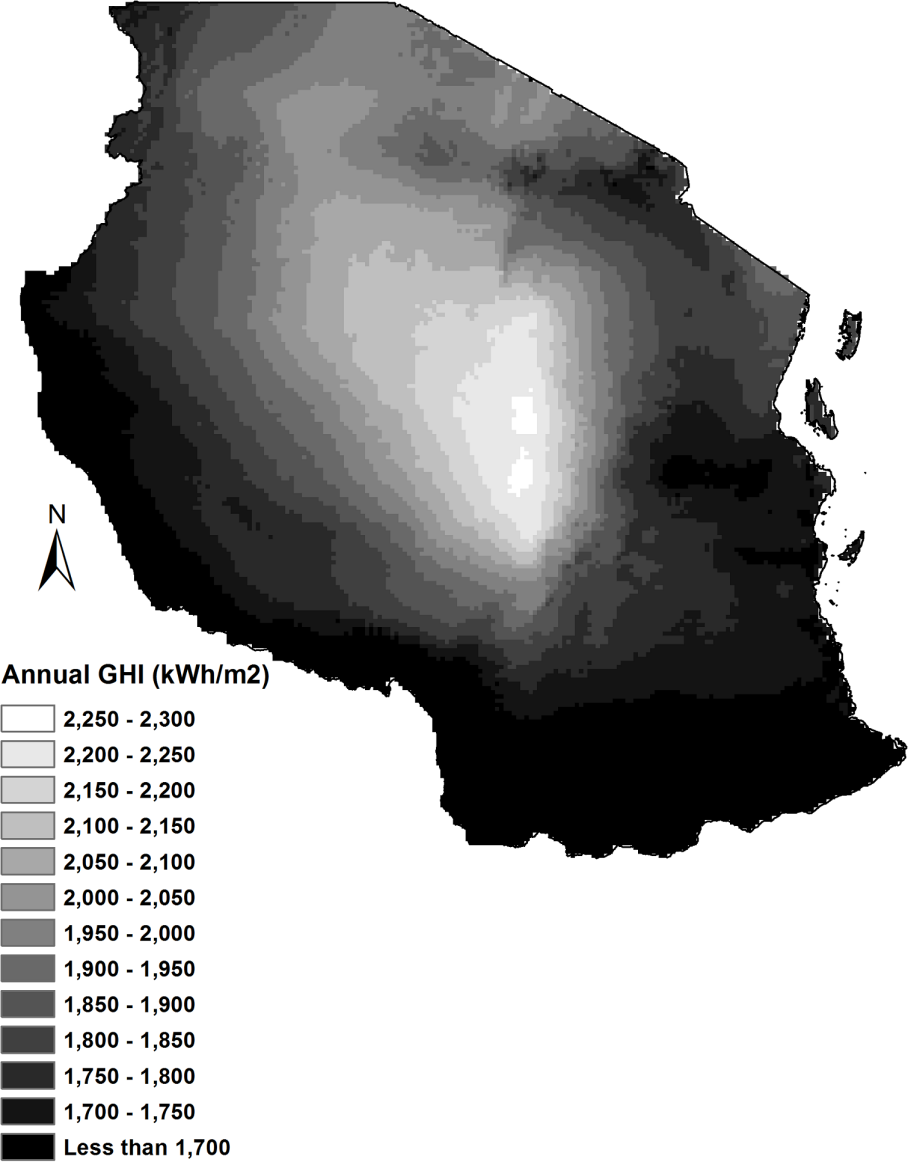 N
Annual GHI (kWh/m2)
2,250 - 2,300
2,200 - 2,250
2,150 - 2,200
2,100 - 2,150
2,050 - 2,100
2,000 - 2,050
1,950 - 2,000
1,900 - 1,950
1,850 - 1,900
1,800 - 1,850
1,750 - 1,800
1,700 - 1,750
Less than 1,700